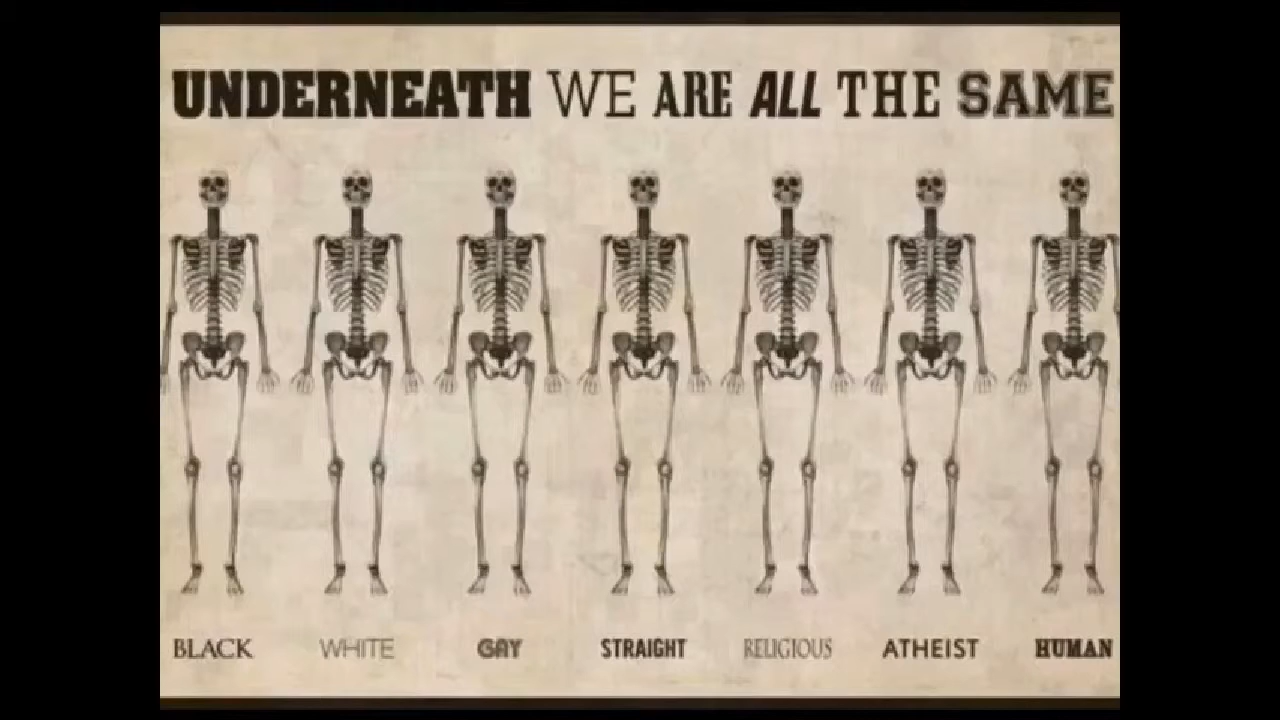 UNDERNEATH WE ARE ALL THE SAME
BLACK WHITE GAY STRAIGHT RELIGIOUS ATHEIST HUMAN